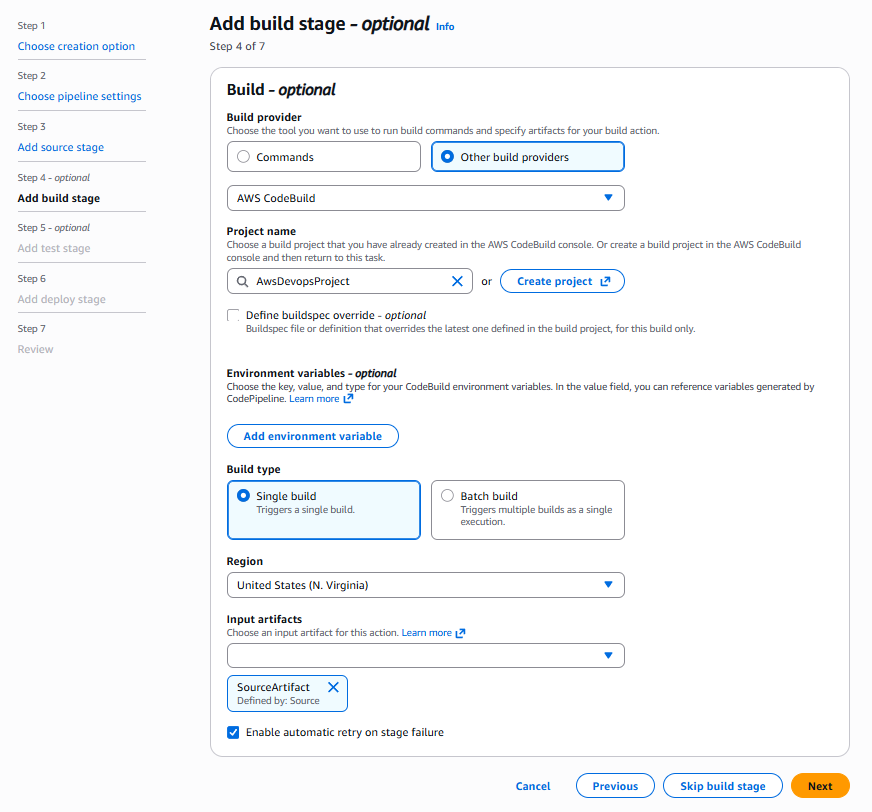 Step 1
Choose creation option
Step 2
Choose pipeline settings
Step 3
Add source stage
Step 4 - optional
Add build stage
Step 5 - optional
Add test stage
Step 6
Add deploy stage
Step 7
Review
Add build stage - optional Info
Step 4 of 7
Build - optional
Build provider
Choose the tool you want to use to run build commands and specify artifacts for your build action.
Commands
Other build providers
AWS CodeBuild
Project name
Choose a build project that you have already created in the AWS CodeBuild console. Or create a build project in the AWS CodeBuild
console and then return to this task.
AwsDevopsProject
or
Create project
Define buildspec override - optional
Buildspec file or definition that overrides the latest one defined in the build project, for this build only.
Environment variables - optional
Choose the key, value, and type for your CodeBuild environment variables. In the value field, you can reference variables generated by
CodePipeline. Learn more
Add environment variable
Build type
Single build
Triggers a single build.
Batch build
Triggers multiple builds as a single
execution.
Region
United States (N. Virginia)
Input artifacts
Choose an input artifact for this action. Learn more
SourceArtifact
Defined by: Source
Enable automatic retry on stage failure
Cancel
Previous
Skip build stage
Next